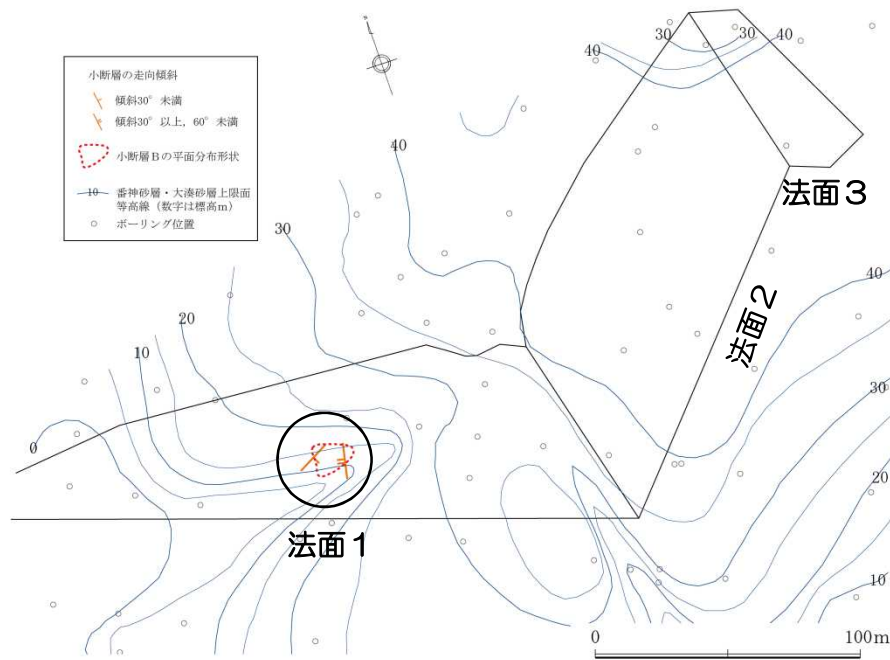 小断層の走向傾斜
傾斜30° 未満
傾斜30° 以上，60° 未満
小断層Bの平面分布形状
10 番神砂層・大湊砂層上限面
等高線（数字は標高m）
ボーリング位置
30
30
40
40
40
30
20
10
0
法面3
法面2
40
30
20
10
法面1
0
100m